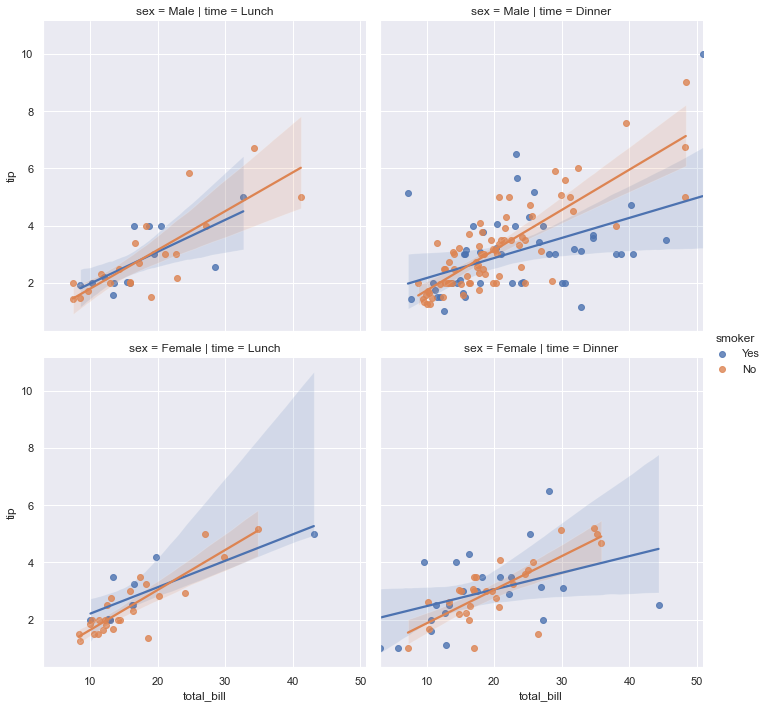 sex = Male | time = Lunch
sex = Male | time = Dinner
10
8
6
4
2
tip
sex = Female | time = Lunch
sex = Female | time = Dinner
smoker
Yes
No
10
8
6
4
2
tip
10 20 30 40 50
10 20 30 40 50
total_bill
total_bill